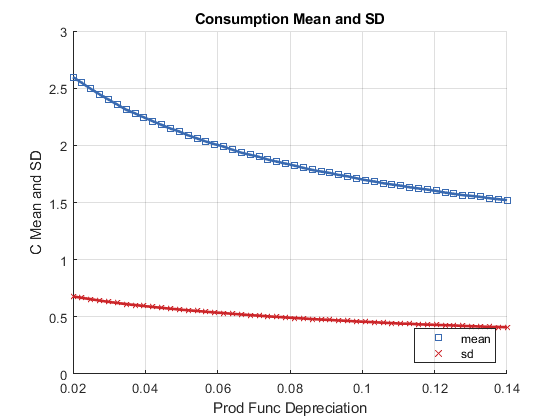 Consumption Mean and SD
3
2.5
2
1.5
1
0.5
0
C Mean and SD
0.02
0.04
0.06
0.08
0.1
0.12
0.14
Prod Func Depreciation
mean
sd